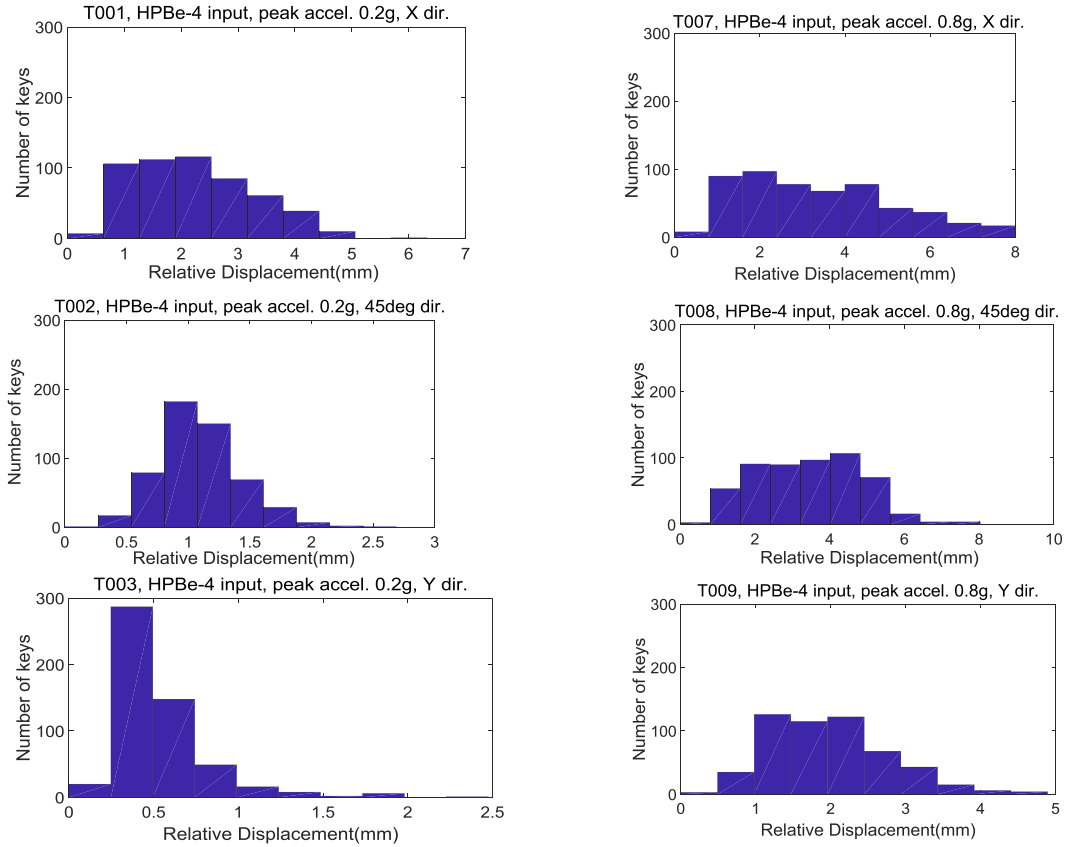 T001, HPBe-4 input, peak accel. 0.2g, X dir.
300
200
100
0
Number of keys
0 1 2 3 4 5 6 7
Relative Displacement(mm)
T007, HPBe-4 input, peak accel. 0.8g, X dir.
300
200
100
0
Number of keys
0 2 4 6 8
Relative Displacement(mm)
T002, HPBe-4 input, peak accel. 0.2g, 45deg dir.
300
200
100
0
Number of keys
0 0.5 1 1.5 2 2.5 3
Relative Displacement(mm)
T008, HPBe-4 input, peak accel. 0.8g, 45deg dir.
300
200
100
0
Number of keys
0 2 4 6 8 10
Relative Displacement(mm)
T003, HPBe-4 input, peak accel. 0.2g, Y dir.
300
200
100
0
Number of keys
0 0.5 1 1.5 2 2.5
Relative Displacement(mm)
T009, HPBe-4 input, peak accel. 0.8g, Y dir.
300
200
100
0
Number of keys
0 1 2 3 4 5
Relative Displacement(mm)